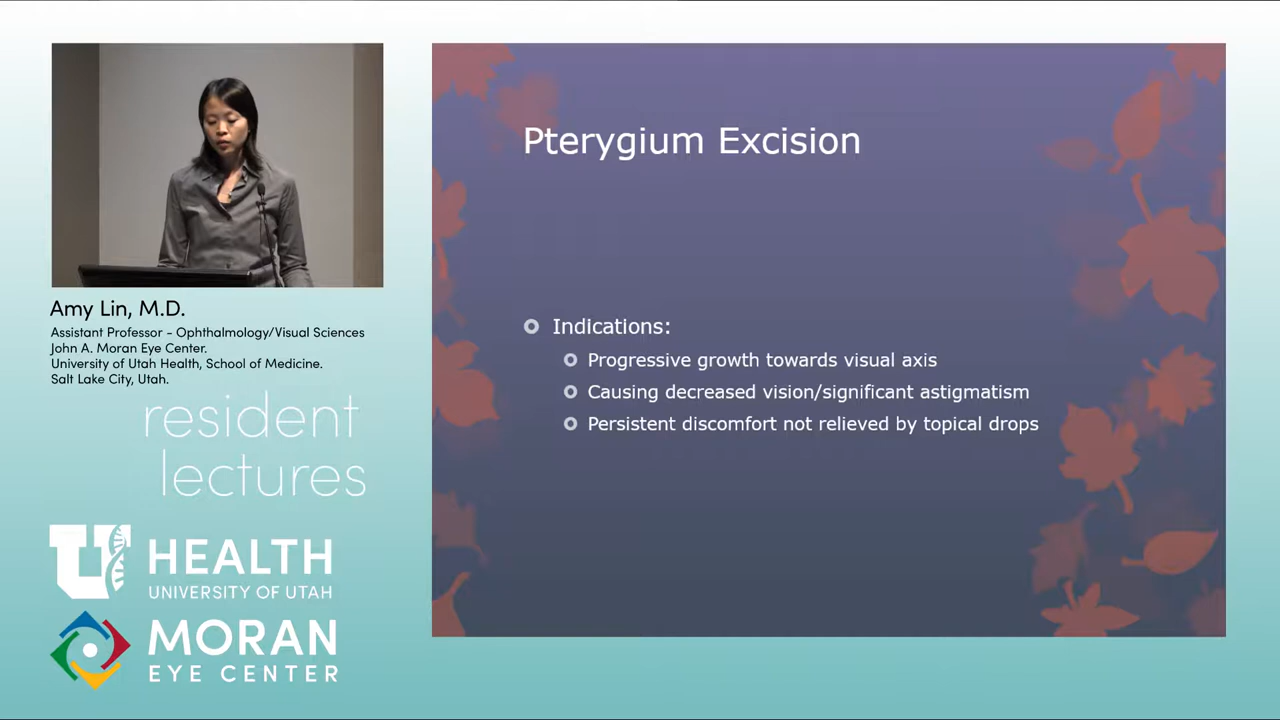 Pterygium Excision
Indications:
Progressive growth towards visual axis
Causing decreased vision/significant astigmatism
Persistent discomfort not relieved by topical drops
Amy Lin, M.D.
Assistant Professor - Ophthalmology/Visual Sciences
John A. Moran Eye Center.
University of Utah Health, School of Medicine.
Salt Lake City, Utah.
resident
lectures
U HEALTH
UNIVERSITY OF UTAH
MORAN
EYE CENTER